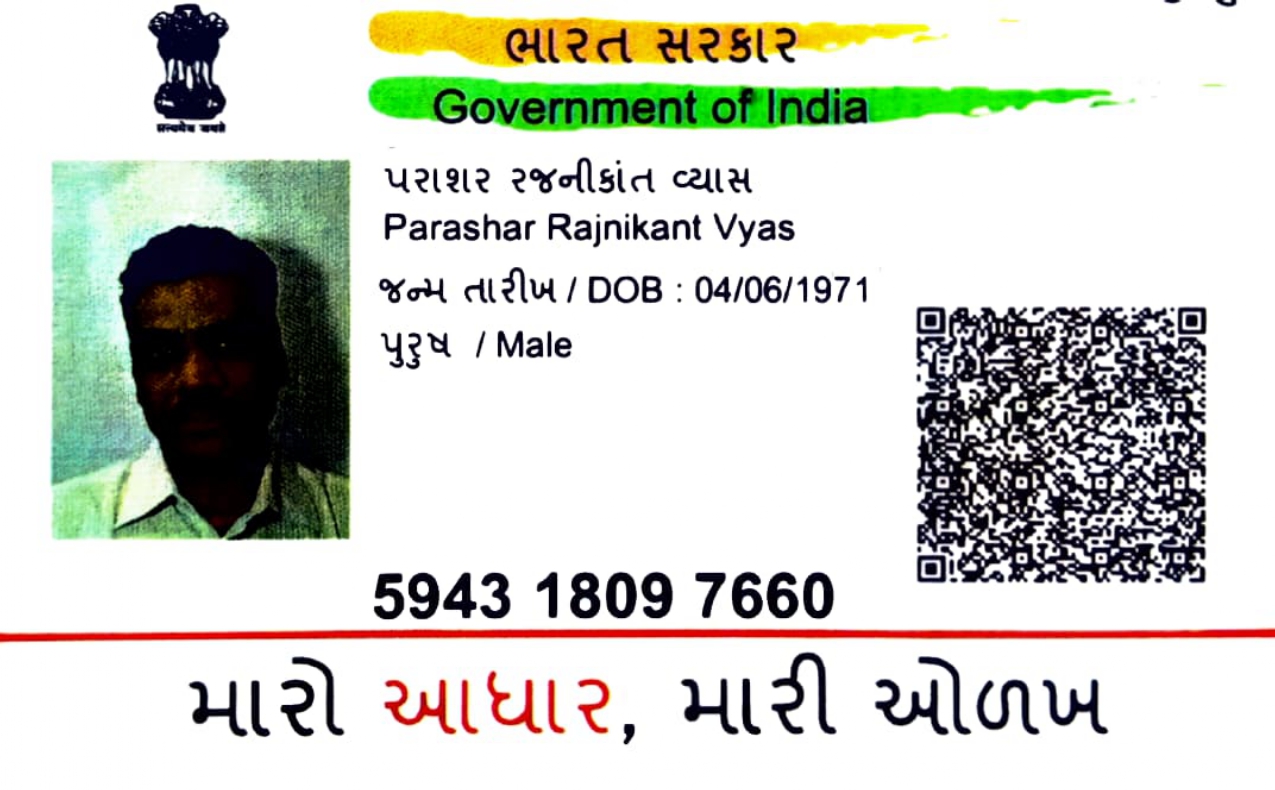 ભારત સરકાર
Government of India
सत्यमेव जयते
પરાશર રજનીકાંત વ્યાસ
Parashar Rajnikant Vyas
જન્મ તારીખ / DOB : 04/06/1971
પુરુષ / Male
5943 1809 7660
મારો આધાર, મારી ઓળખ